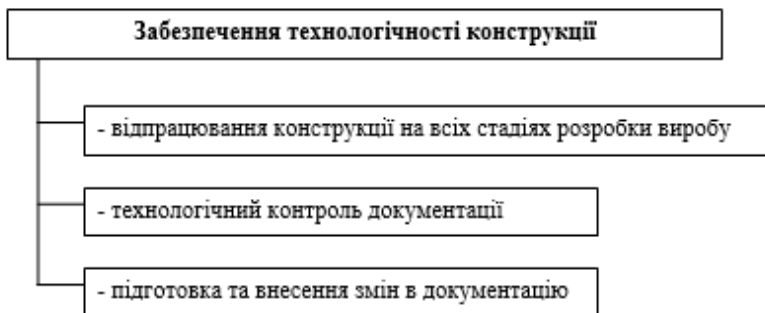 Забезпечення технологічності конструкції
- відпрацювання конструкції на всіх стадіях розробки виробу
- технологічний контроль документації
- підготовка та внесення змін в документацію